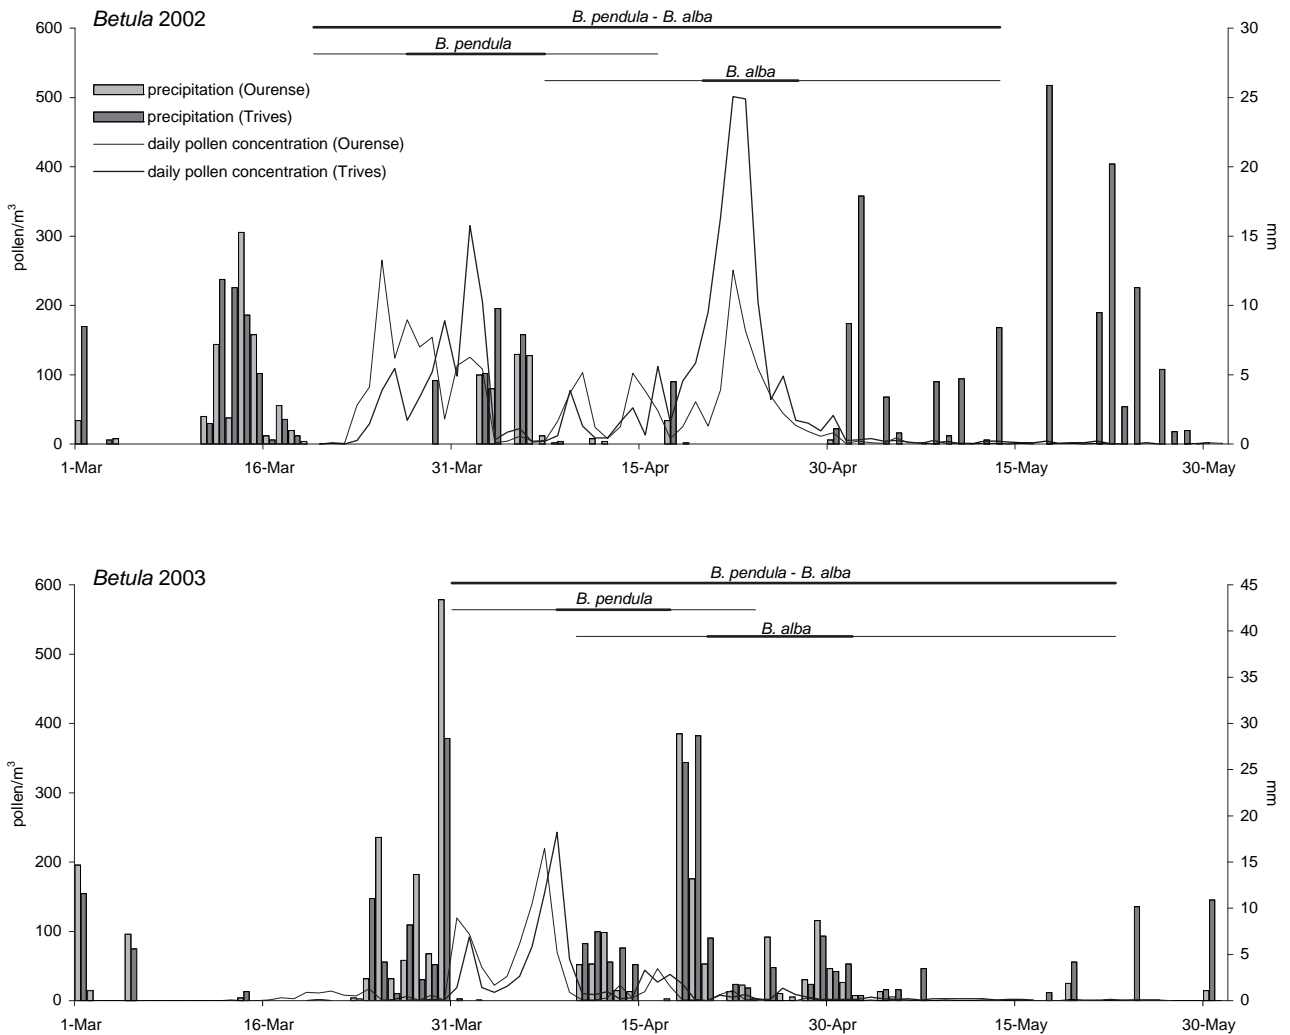 Betula 2002
B. pendula - B. alba
B. pendula
B. alba
precipitation (Ourense)
precipitation (Trives)
daily pollen concentration (Ourense)
daily pollen concentration (Trives)
600
500
400
300
200
100
0
pollen/m³
30
25
20
15
10
5
0
mm
1-Mar 16-Mar 31-Mar 15-Apr 30-Apr 15-May 30-May
Betula 2003
B. pendula - B. alba
B. pendula
B. alba
600
500
400
300
200
100
0
pollen/m³
45
40
35
30
25
20
15
10
5
0
mm
1-Mar 16-Mar 31-Mar 15-Apr 30-Apr 15-May 30-May